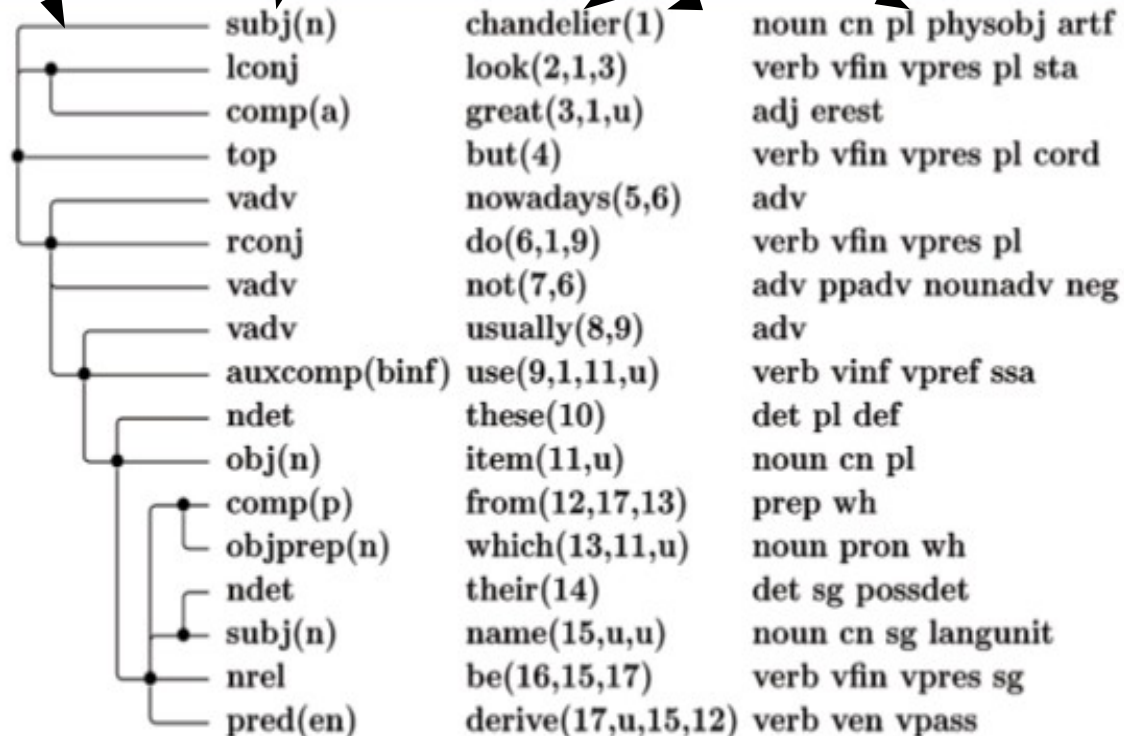 subj(n) chandelier(1) noun cn pl physobj artf
lconj look(2,1,3) verb vfin vpres pl sta
comp(a) great(3,1,u) adj erest
top but(4) verb vfin vpres pl cord
vadv nowadays(5,6) adv
rconj do(6,1,9) verb vfin vpres pl
vadv not(7,6) adv ppadv nounadv neg
vadv usually(8,9) adv
auxcomp(binf) use(9,1,11,u) verb vinf vpref ssa
ndet these(10) det pl def
obj(n) item(11,u) noun cn pl
comp(p) from(12,17,13) prep wh
objprep(n) which(13,11,u) noun pron wh
ndet their(14) det sg possdet
subj(n) name(15,u,u) noun cn sg langunit
nrel be(16,15,17) verb vfin vpres sg
pred(en) derive(17,u,15,12) verb ven vpass